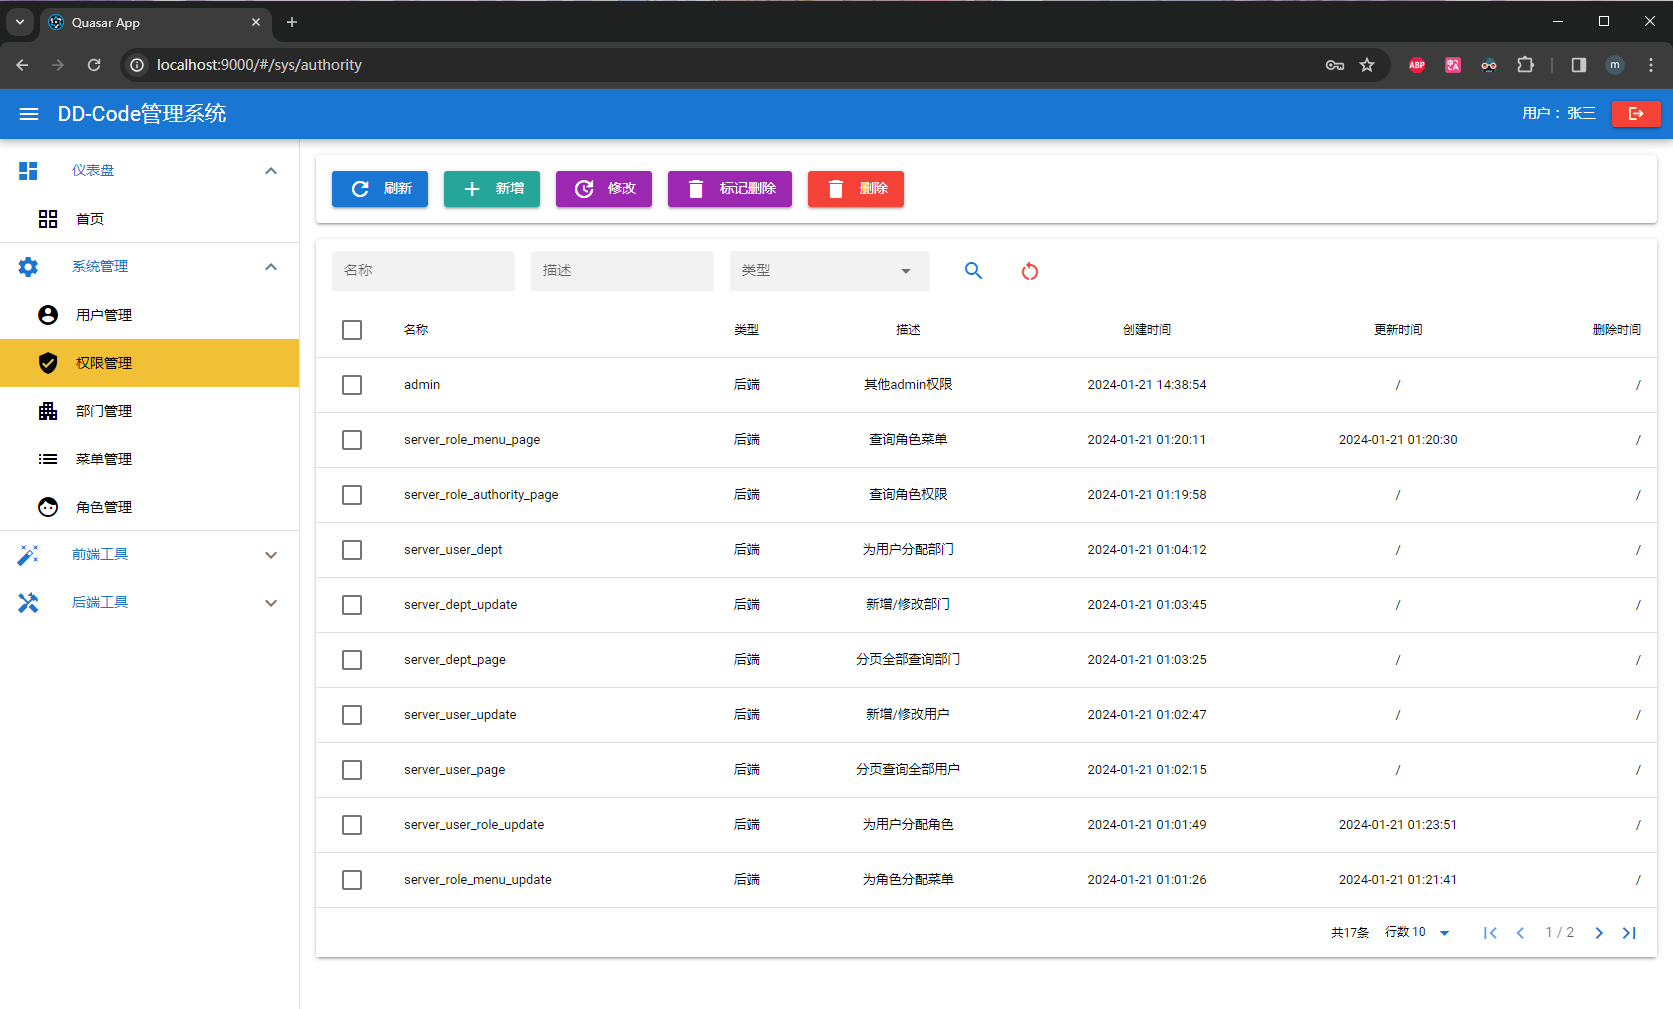 Quasar App
localhost:9000/#/sys/authority
ABP
m
DD-Code管理系统
用户： 张三
仪表盘
首页
系统管理
用户管理
权限管理
部门管理
菜单管理
角色管理
前端工具
后端工具
刷新 新增 修改 标记删除 删除
名称 描述 类型
名称 类型 描述 创建时间 更新时间 删除时间
admin 后端 其他admin权限 2024-01-21 14:38:54 / /
server_role_menu_page 后端 查询角色菜单 2024-01-21 01:20:11 2024-01-21 01:20:30 /
server_role_authority_page 后端 查询角色权限 2024-01-21 01:19:58 / /
server_user_dept 后端 为用户分配部门 2024-01-21 01:04:12 / /
server_dept_update 后端 新增/修改部门 2024-01-21 01:03:45 / /
server_dept_page 后端 分页全部查询部门 2024-01-21 01:03:25 / /
server_user_update 后端 新增/修改用户 2024-01-21 01:02:47 / /
server_user_page 后端 分页查询全部用户 2024-01-21 01:02:15 / /
server_user_role_update 后端 为用户分配角色 2024-01-21 01:01:49 2024-01-21 01:23:51 /
server_role_menu_update 后端 为角色分配菜单 2024-01-21 01:01:26 2024-01-21 01:21:41 /
共17条 行数 10 1 / 2